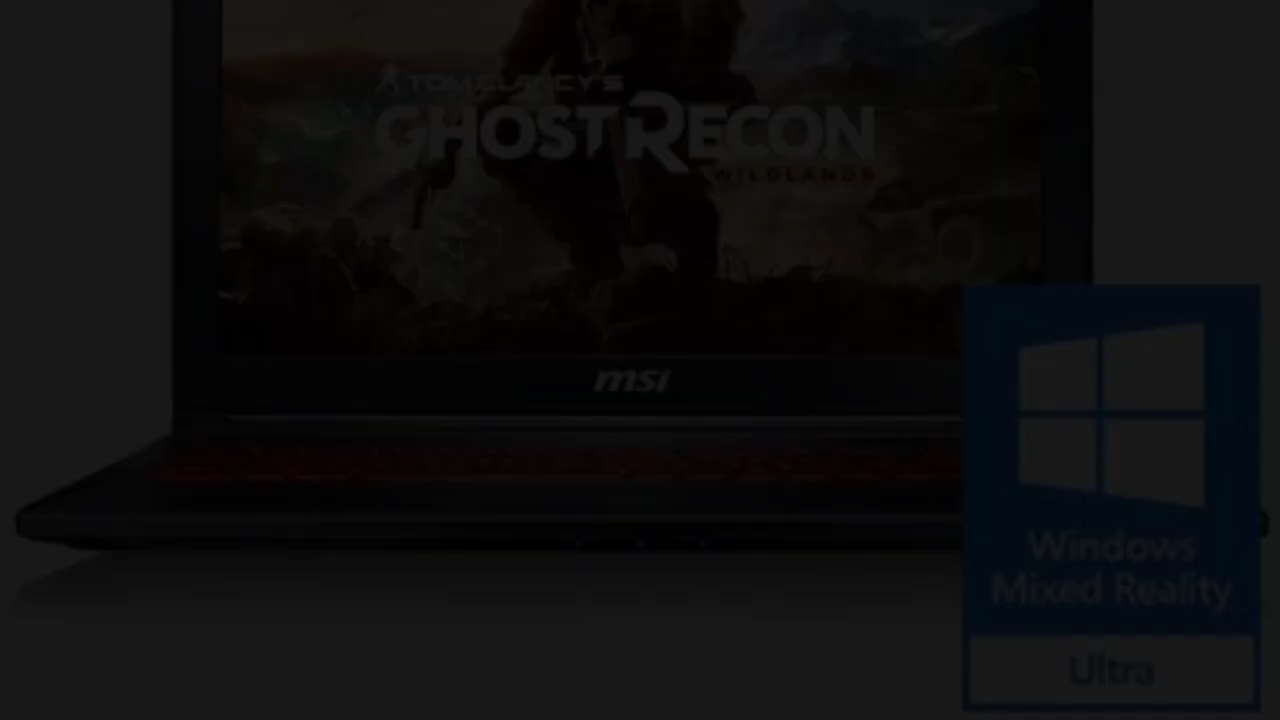 TOM CLANCY'S
GHOST RECON
WILDLANDS
msi
Windows
Mixed Reality
Ultra